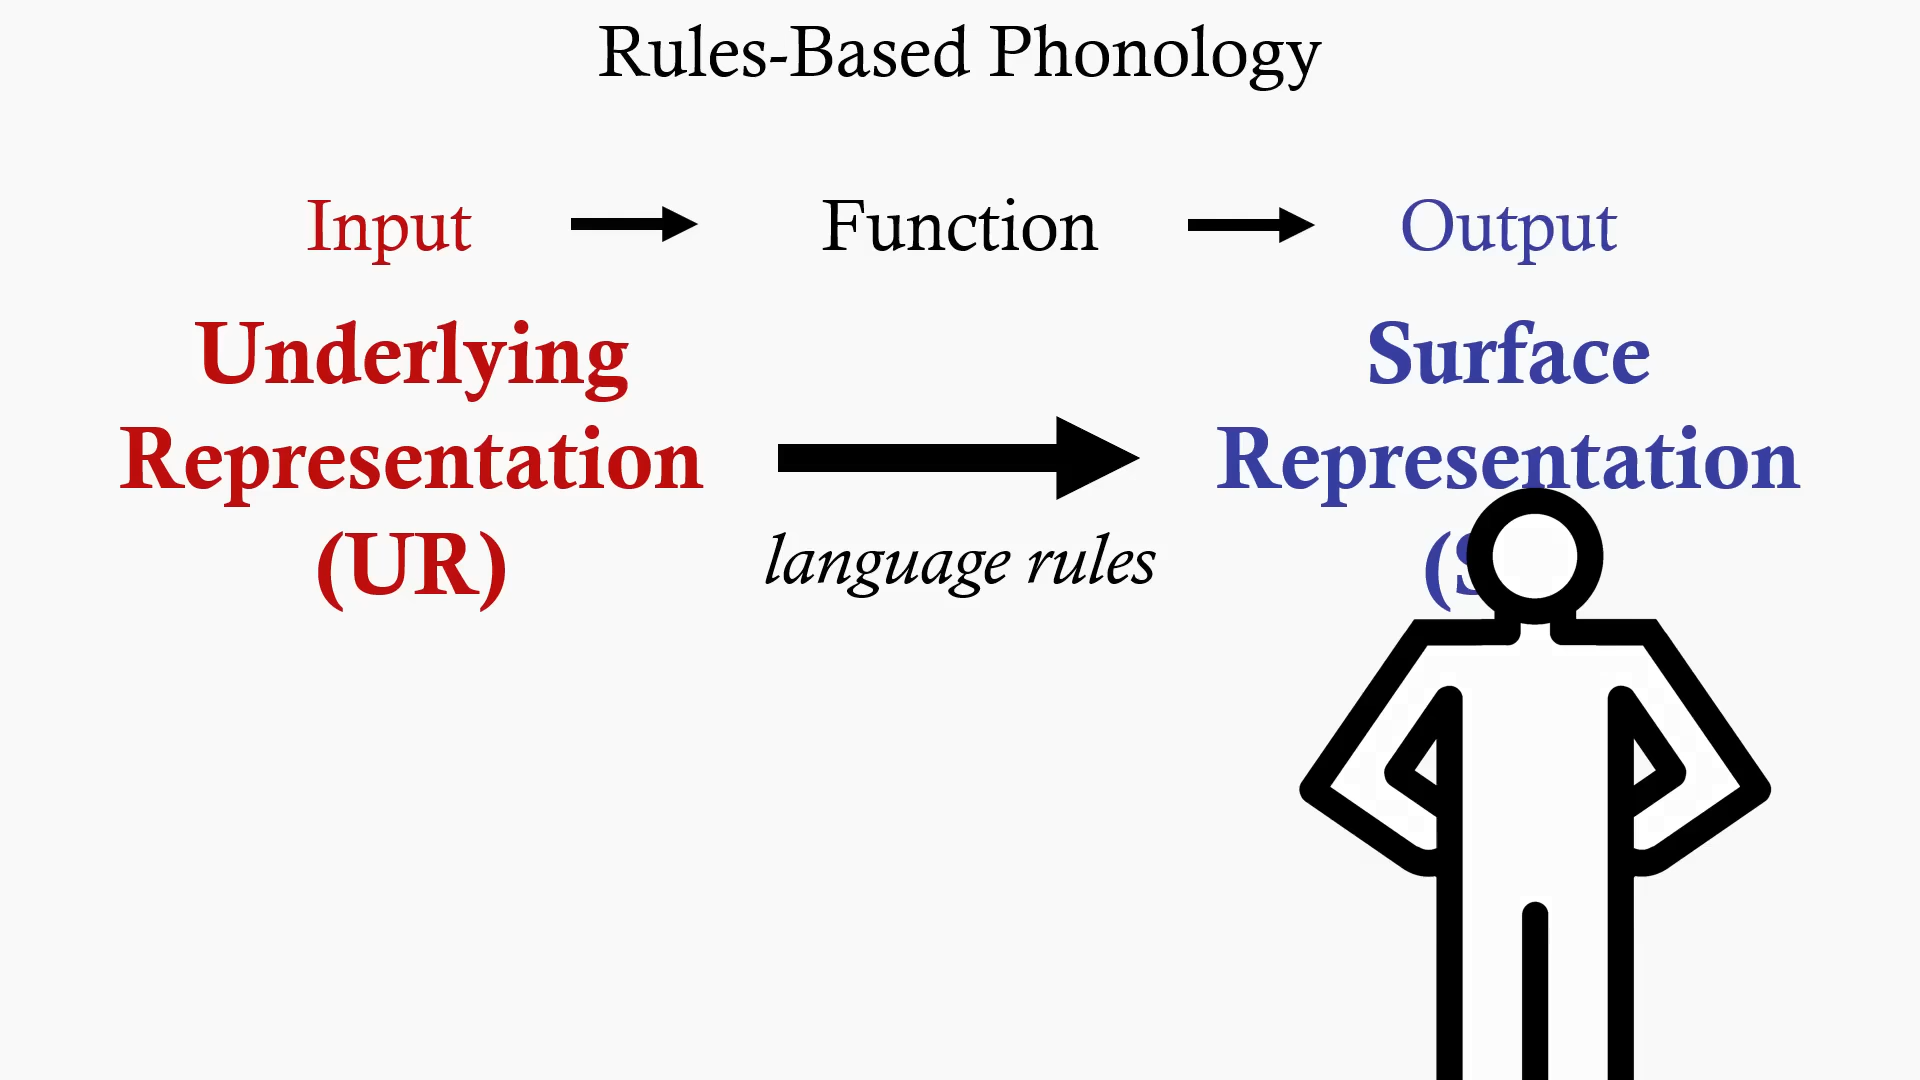 Rules-Based Phonology
Input Function Output
Underlying
Representation
(UR)
language rules
Surface
Representation